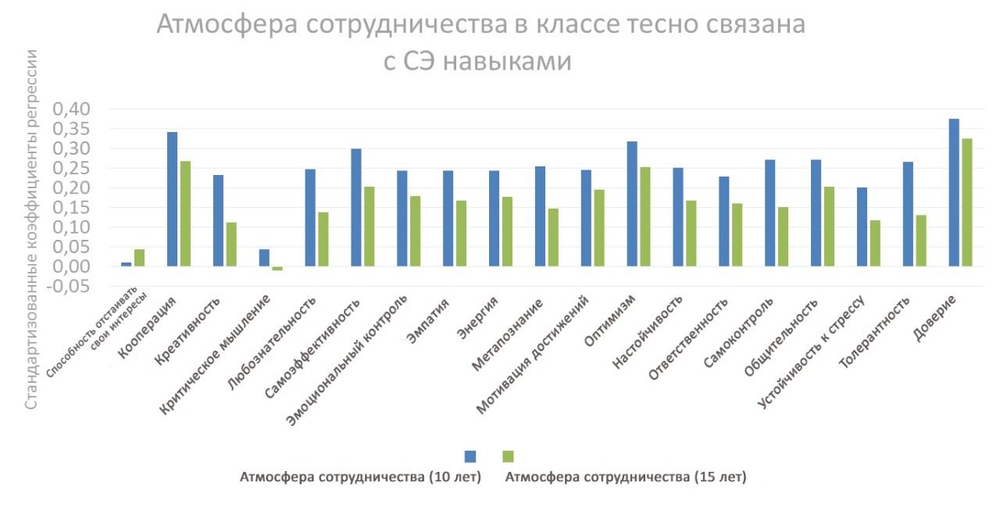 Атмосфера сотрудничества в классе тесно связана
с СЭ навыками
Стандартизованные коэффициенты регрессии
0,40
0,35
0,30
0,25
0,20
0,15
0,10
0,05
0,00
-0,05
Способность отстаивать
свои интересы
Кооперация
Креативность
Критическое мышление
Любознательность
Самоэффективность
Эмоциональный контроль
Эмпатия
Энергия
Метапознание
Мотивация достижений
Оптимизм
Настойчивость
Ответственность
Самоконтроль
Общительность
Устойчивость к стрессу
Толерантность
Доверие
Атмосфера сотрудничества (10 лет)
Атмосфера сотрудничества (15 лет)